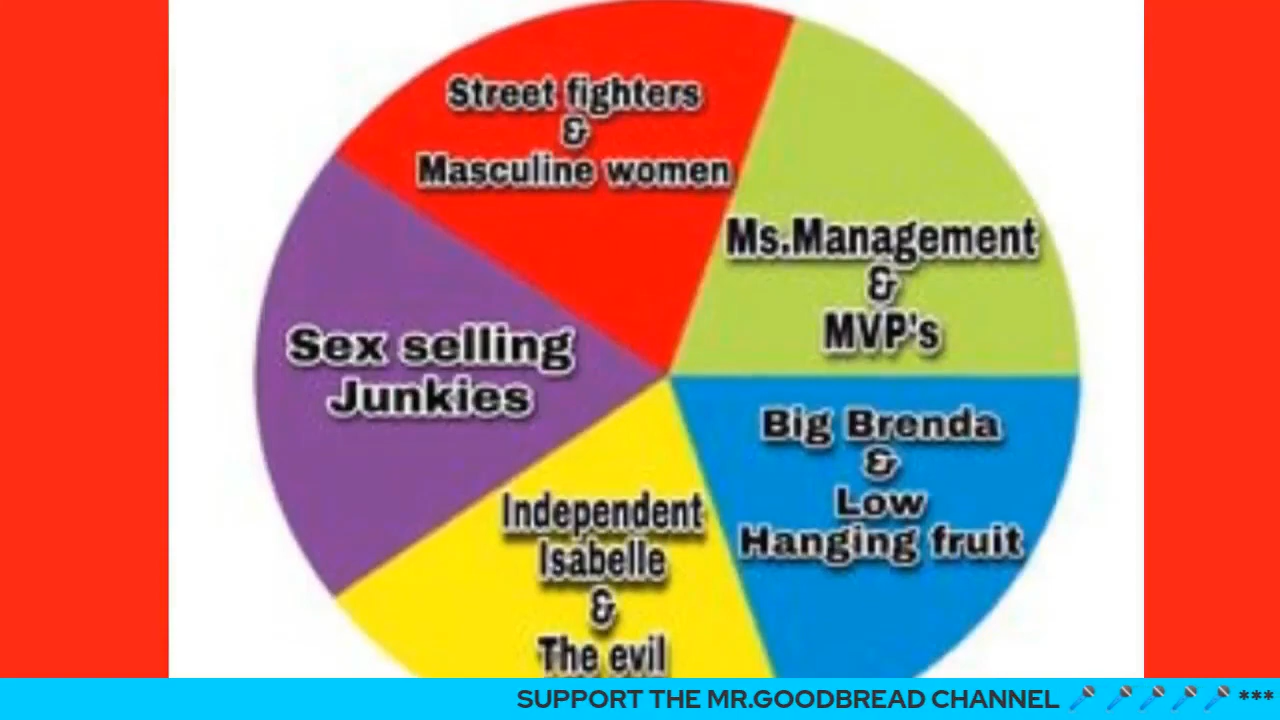 Street fighters
&
Masculine women
Ms.Management
&
MVP's
Sex selling
Junkies
Big Brenda
&
Low
Hanging fruit
Independent
Isabelle
&
The evil
SUPPORT THE MR.GOODBREAD CHANNEL 🎤 🎤 🎤 🎤 🎤 ***